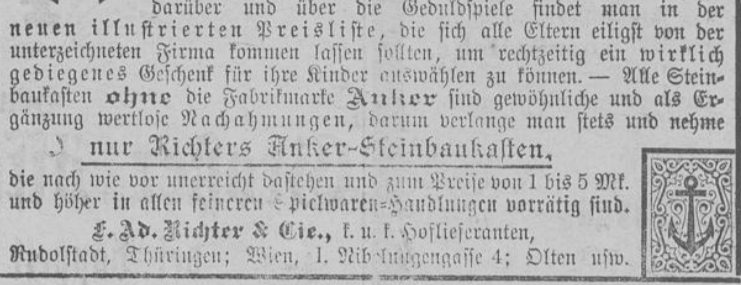 darüber und über die Geduldspiele findet man in der
neuen illustrierten Preisliste, die sich alle Eltern eiligst von der
unterzeichneten Firma kommen lassen sollten, um rechtzeitig ein wirklich
gediegenes Geschenk für ihre Kinder auswählen zu können. — Alle Stein-
baukasten ohne die Fabrikmarke Anker sind gewöhnliche und als Er-
gänzung wertlose Nachahmungen, darum verlange man stets und nehme
nur Richters Anker-Steinbaukasten,
die nach wie vor unerreicht dastehen und zum Preise von 1 bis 5 Mk.
und höher in allen feineren Spielwaren-Handlungen vorrätig sind.
F. Ad. Richter & Cie., k. u. k. Hoflieferanten,
Rudolstadt, Thüringen; Wien, I. Nibelungengasse 4; Olten usw.